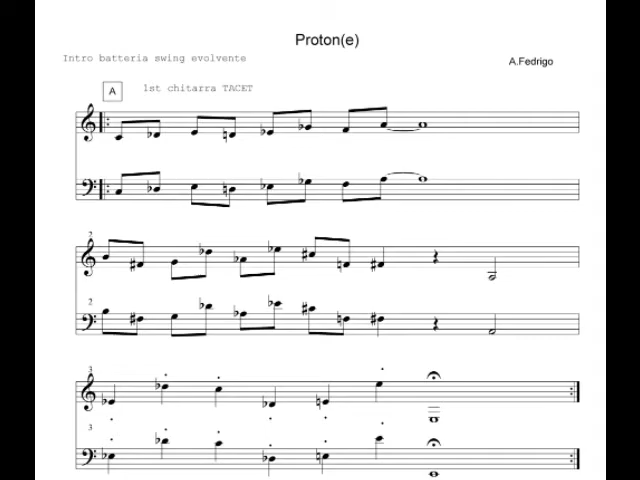 Proton(e)
Intro batteria swing evolvente
A.Fedrigo
A 1st chitarra TACET
2
2
3
3